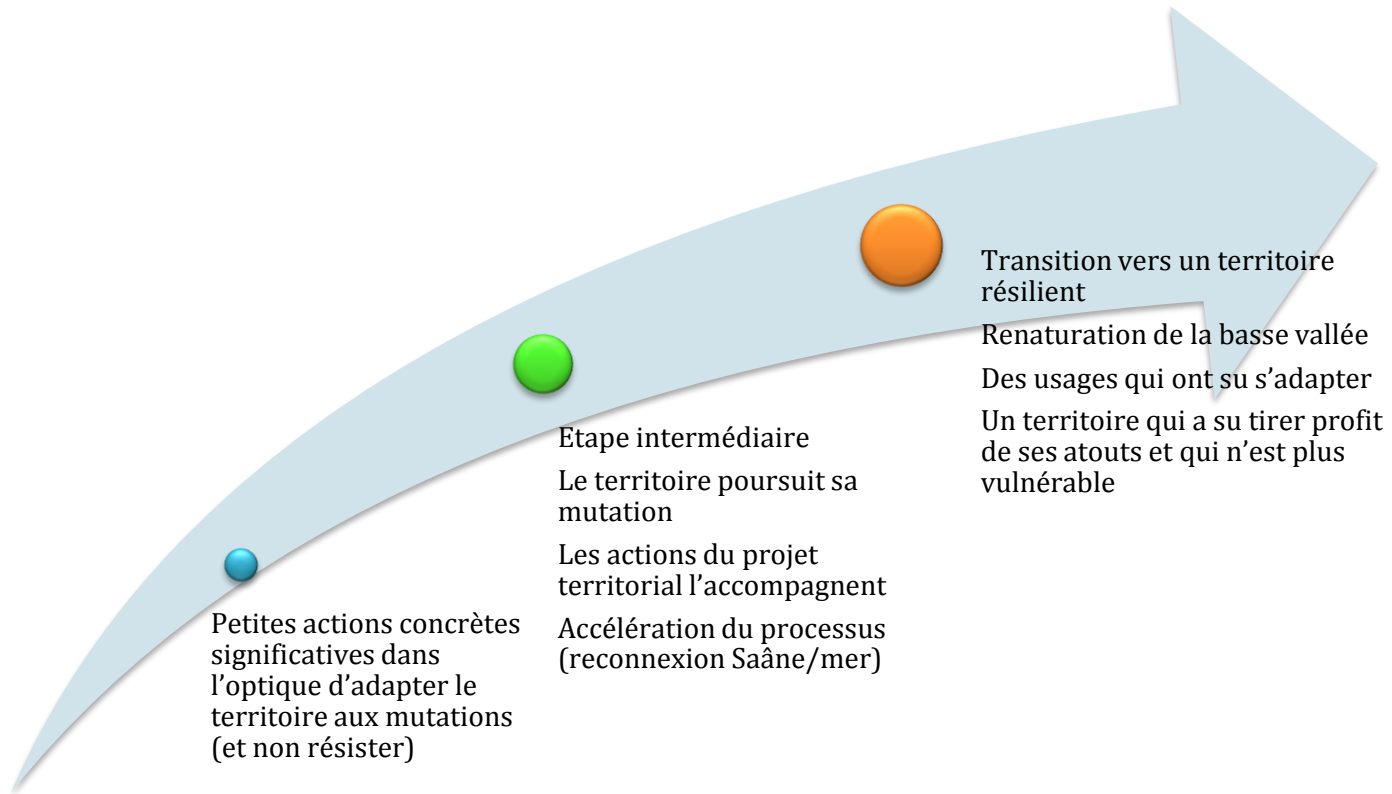 Petites actions concrètes
significatives dans
l’optique d’adapter le
territoire aux mutations
(et non résister)
Etape intermédiaire
Le territoire poursuit sa
mutation
Les actions du projet
territorial l’accompagnent
Accélération du processus
(reconnexion Saâne/mer)
Transition vers un territoire
résilient
Renaturation de la basse vallée
Des usages qui ont su s’adapter
Un territoire qui a su tirer profit
de ses atouts et qui n’est plus
vulnérable